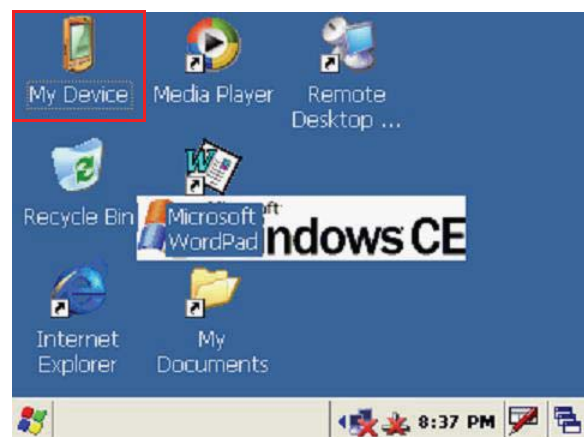 My Device
Media Player
Remote
Desktop ...
Recycle Bin
Microsoft
WordPad
ndows CE
Internet
Explorer
My
Documents
8:37 PM